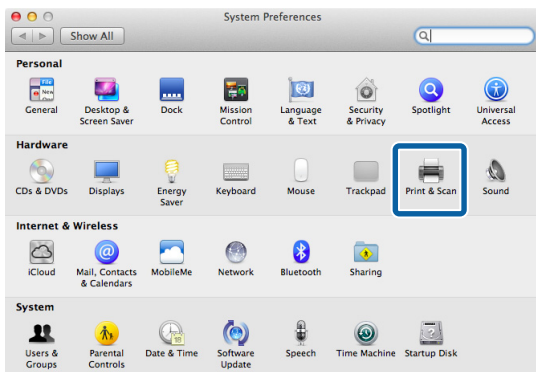 System Preferences
Show All
Personal
General Desktop & Screen Saver Dock Mission Control Language & Text Security & Privacy Spotlight Universal Access
Hardware
CDs & DVDs Displays Energy Saver Keyboard Mouse Trackpad Print & Scan Sound
Internet & Wireless
iCloud Mail, Contacts & Calendars MobileMe Network Bluetooth Sharing
System
Users & Groups Parental Controls Date & Time Software Update Speech Time Machine Startup Disk